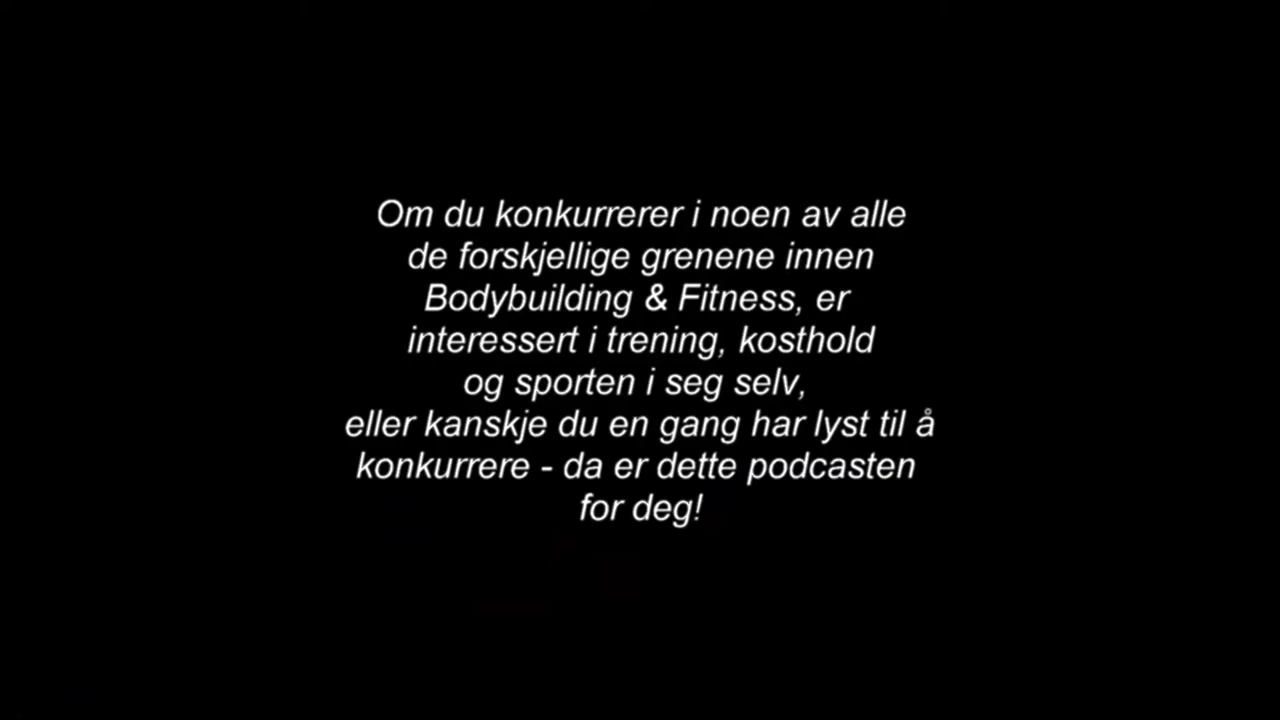 Om du konkurrerer i noen av alle
de forskjellige grenene innen
Bodybuilding & Fitness, er
interessert i trening, kosthold
og sporten i seg selv,
eller kanskje du en gang har lyst til å
konkurrere - da er dette podcasten
for deg!